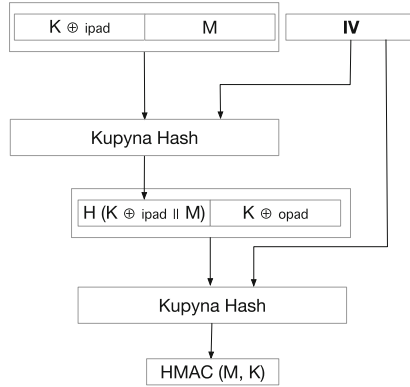 K ⊕ ipad M IV
Kupyna Hash
H (K ⊕ ipad || M) K ⊕ opad
Kupyna Hash
HMAC (M, K)